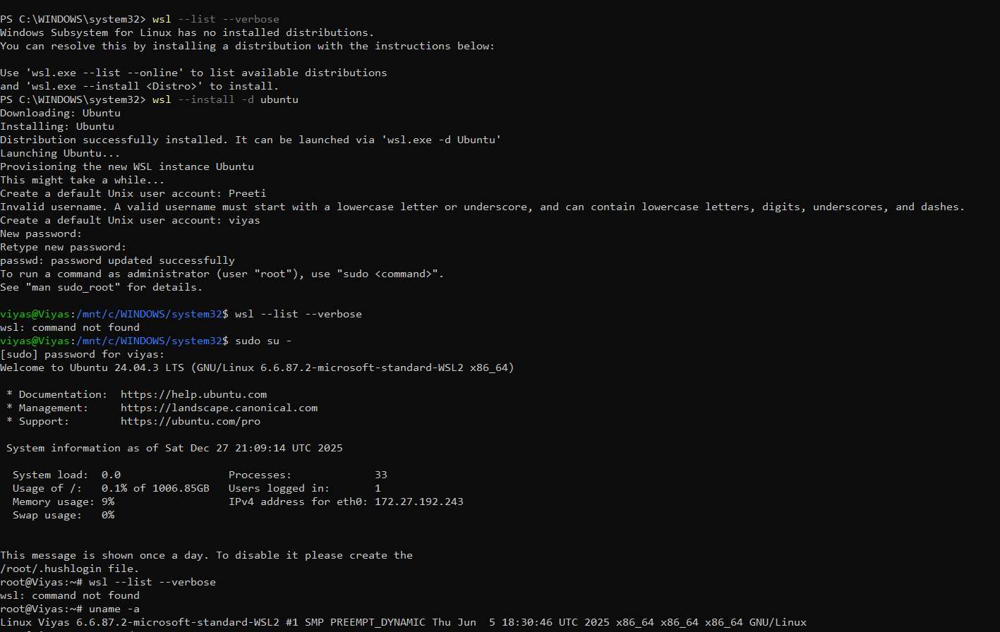 PS C:\WINDOWS\system32> wsl --list --verbose
Windows Subsystem for Linux has no installed distributions.
You can resolve this by installing a distribution with the instructions below:
Use 'wsl.exe --list --online' to list available distributions
and 'wsl.exe --install <Distro>' to install.
PS C:\WINDOWS\system32> wsl --install -d ubuntu
Downloading: Ubuntu
Installing: Ubuntu
Distribution successfully installed. It can be launched via 'wsl.exe -d Ubuntu'
Launching Ubuntu...
Provisioning the new WSL instance Ubuntu
This might take a while...
Create a default Unix user account: Preeti
Invalid username. A valid username must start with a lowercase letter or underscore, and can contain lowercase letters, digits, underscores, and dashes.
Create a default Unix user account: viyas
New password:
Retype new password:
passwd: password updated successfully
To run a command as administrator (user "root"), use "sudo <command>".
See "man sudo_root" for details.
viyas@Viyas:/mnt/c/WINDOWS/system32$ wsl --list --verbose
wsl: command not found
viyas@Viyas:/mnt/c/WINDOWS/system32$ sudo su -
[sudo] password for viyas:
Welcome to Ubuntu 24.04.3 LTS (GNU/Linux 6.6.87.2-microsoft-standard-WSL2 x86_64)
* Documentation:  https://help.ubuntu.com
* Management:     https://landscape.canonical.com
* Support:        https://ubuntu.com/pro
System information as of Sat Dec 27 21:09:14 UTC 2025
System load:  0.0                 Processes:             33
Usage of /:   0.1% of 1006.85GB   Users logged in:       1
Memory usage: 9%                  IPv4 address for eth0: 172.27.192.243
Swap usage:   0%
This message is shown once a day. To disable it please create the
/root/.hushlogin file.
root@Viyas:~# wsl --list --verbose
wsl: command not found
root@Viyas:~# uname -a
Linux Viyas 6.6.87.2-microsoft-standard-WSL2 #1 SMP PREEMPT_DYNAMIC Thu Jun  5 18:30:46 UTC 2025 x86_64 x86_64 x86_64 GNU/Linux